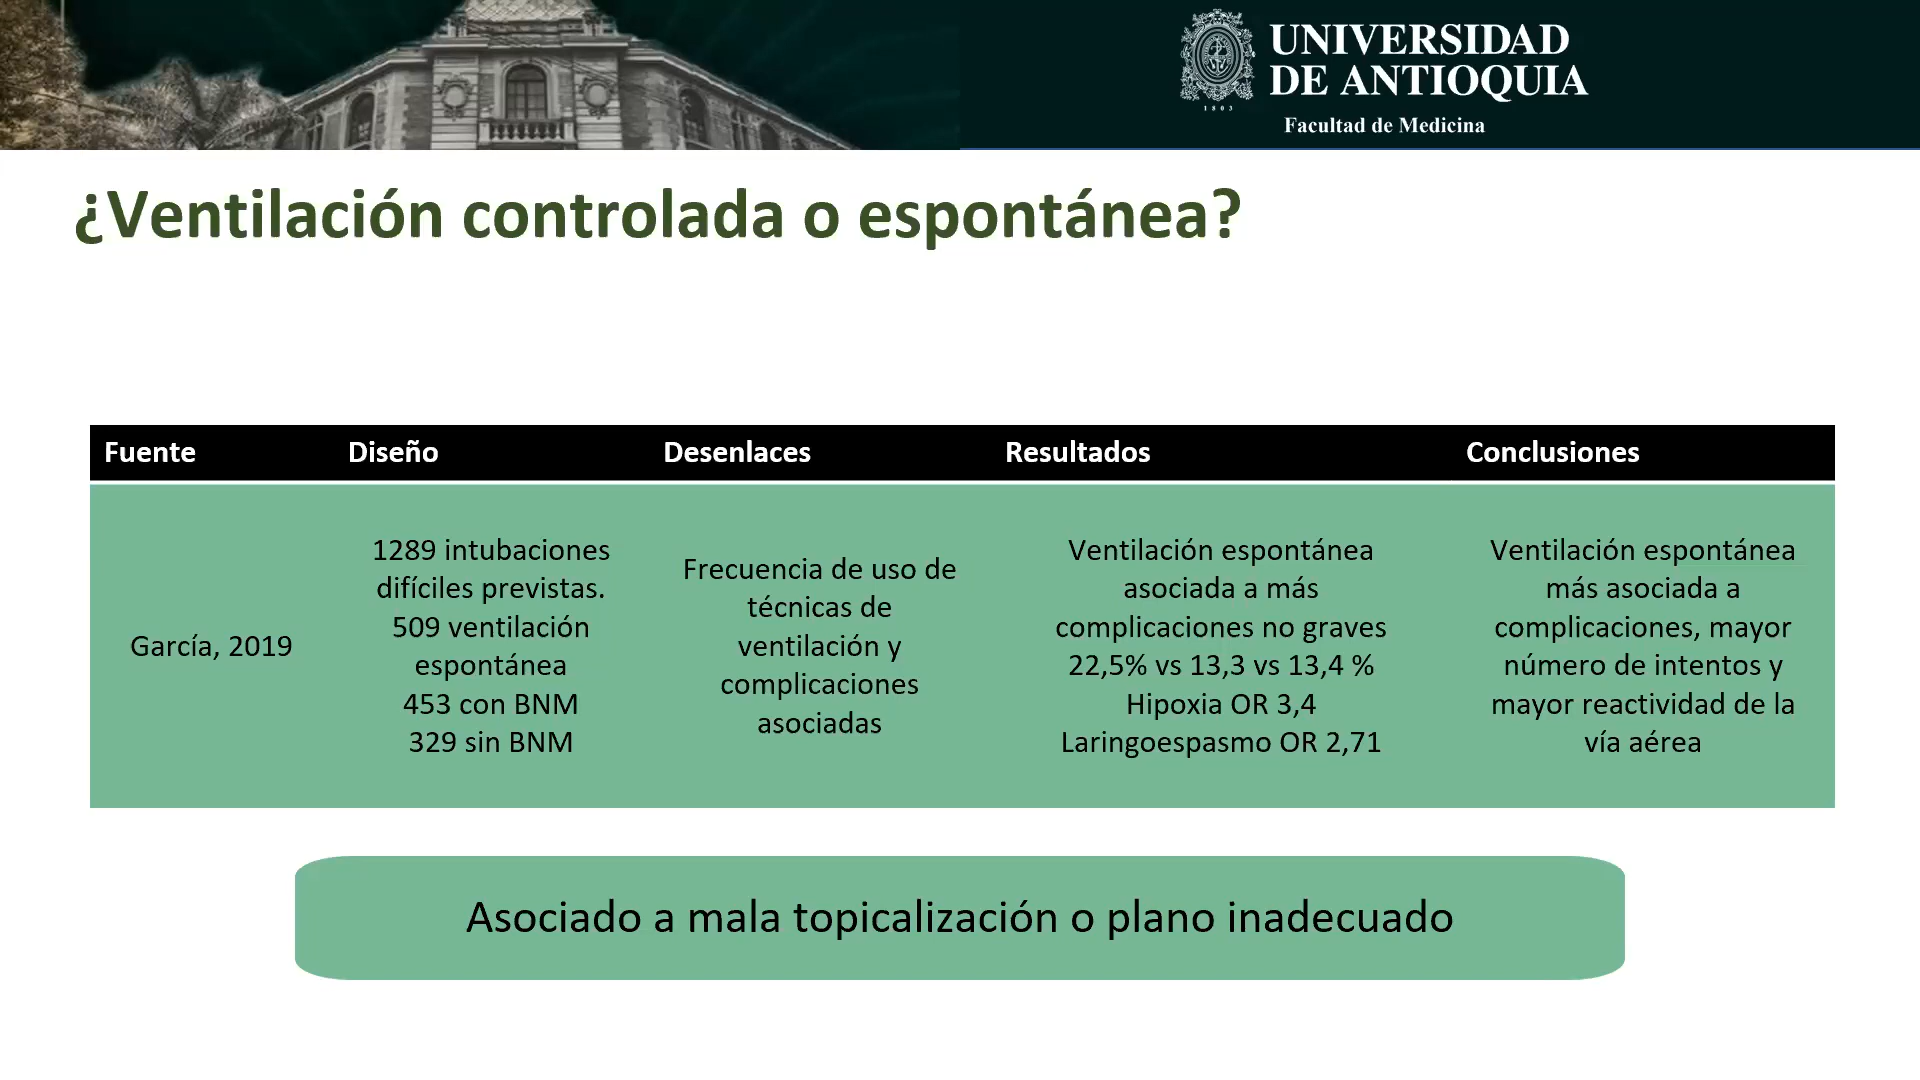 UNIVERSIDAD
DE ANTIOQUIA
1803
Facultad de Medicina
¿Ventilación controlada o espontánea?
Fuente
Diseño
Desenlaces
Resultados
Conclusiones
García, 2019
1289 intubaciones
difíciles previstas.
509 ventilación
espontánea
453 con BNM
329 sin BNM
Frecuencia de uso de
técnicas de
ventilación y
complicaciones
asociadas
Ventilación espontánea
asociada a más
complicaciones no graves
22,5% vs 13,3 vs 13,4 %
Hipoxia OR 3,4
Laringoespasmo OR 2,71
Ventilación espontánea
más asociada a
complicaciones, mayor
número de intentos y
mayor reactividad de la
vía aérea
Asociado a mala topicalización o plano inadecuado